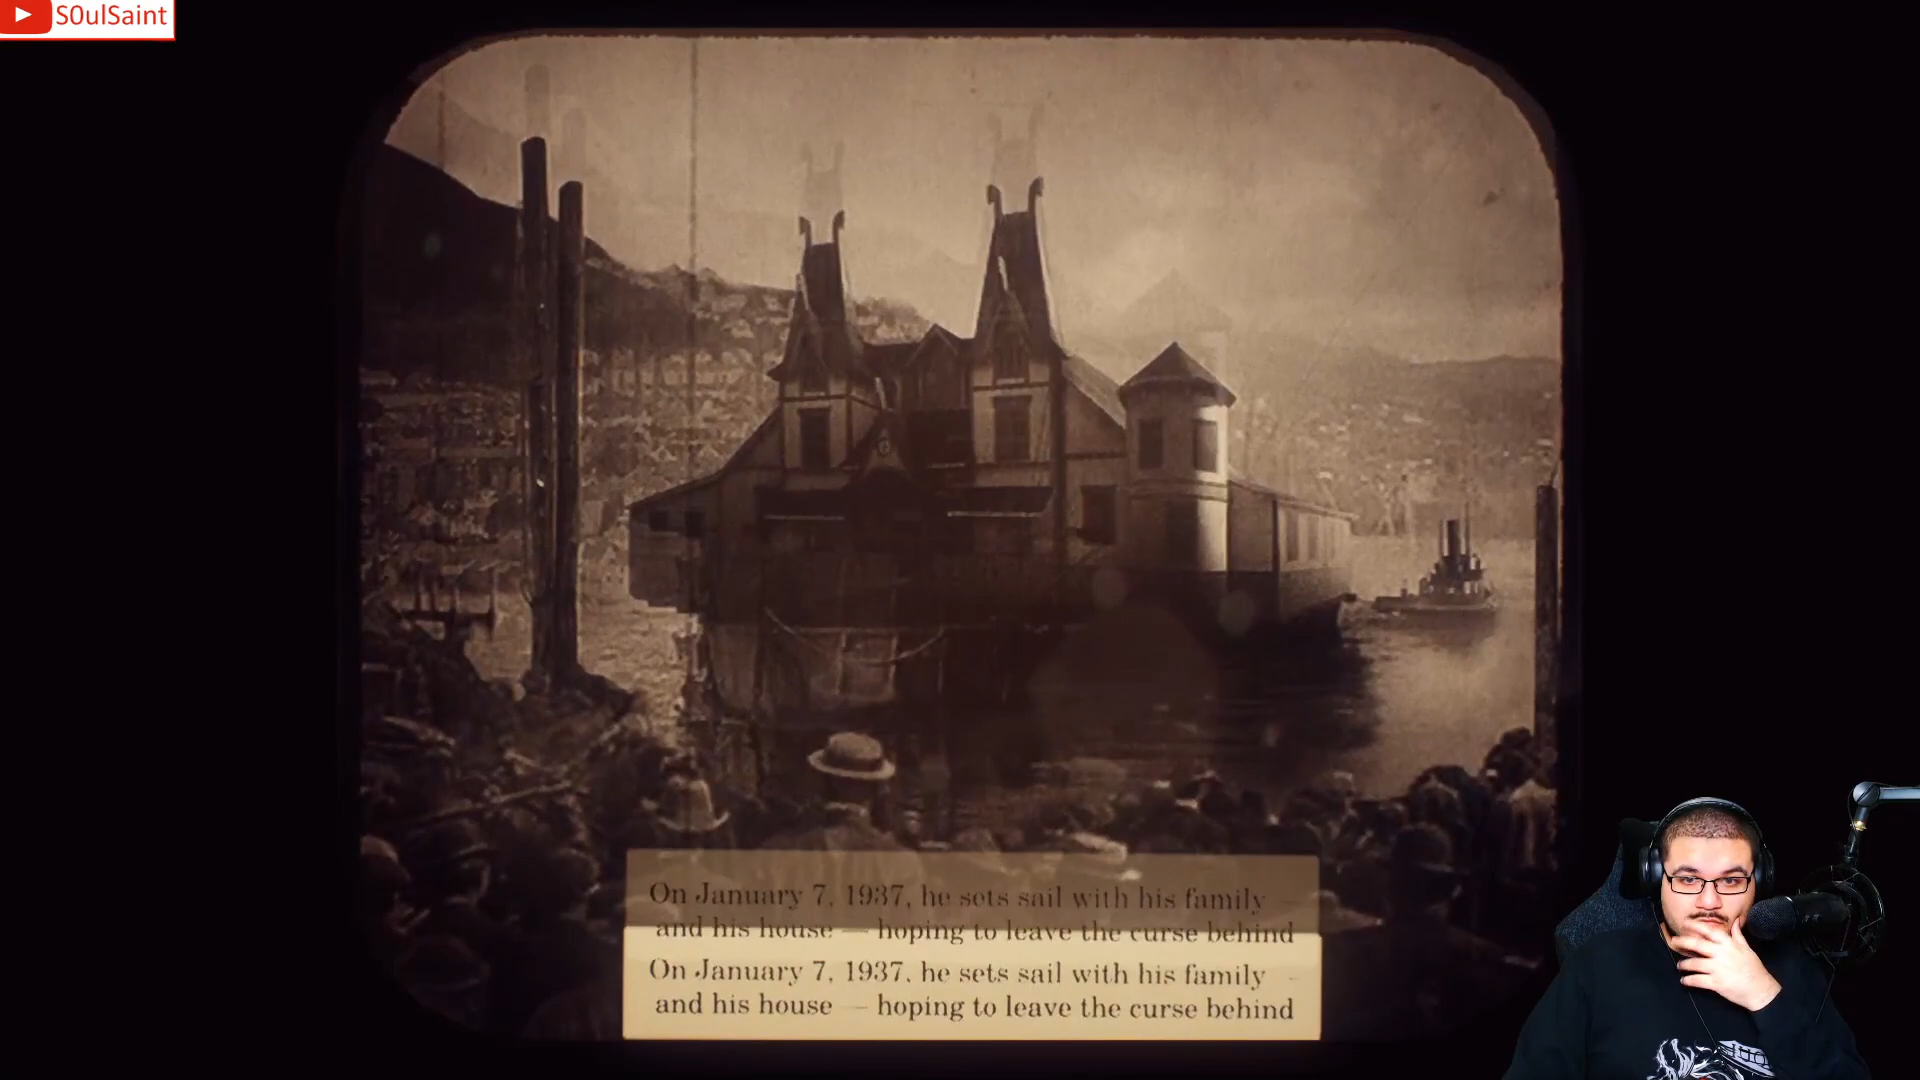 S0ulSaint
On January 7, 1937, he sets sail with his family —
and his house — hoping to leave the curse behind
On January 7, 1937, he sets sail with his family -
and his house — hoping to leave the curse behind